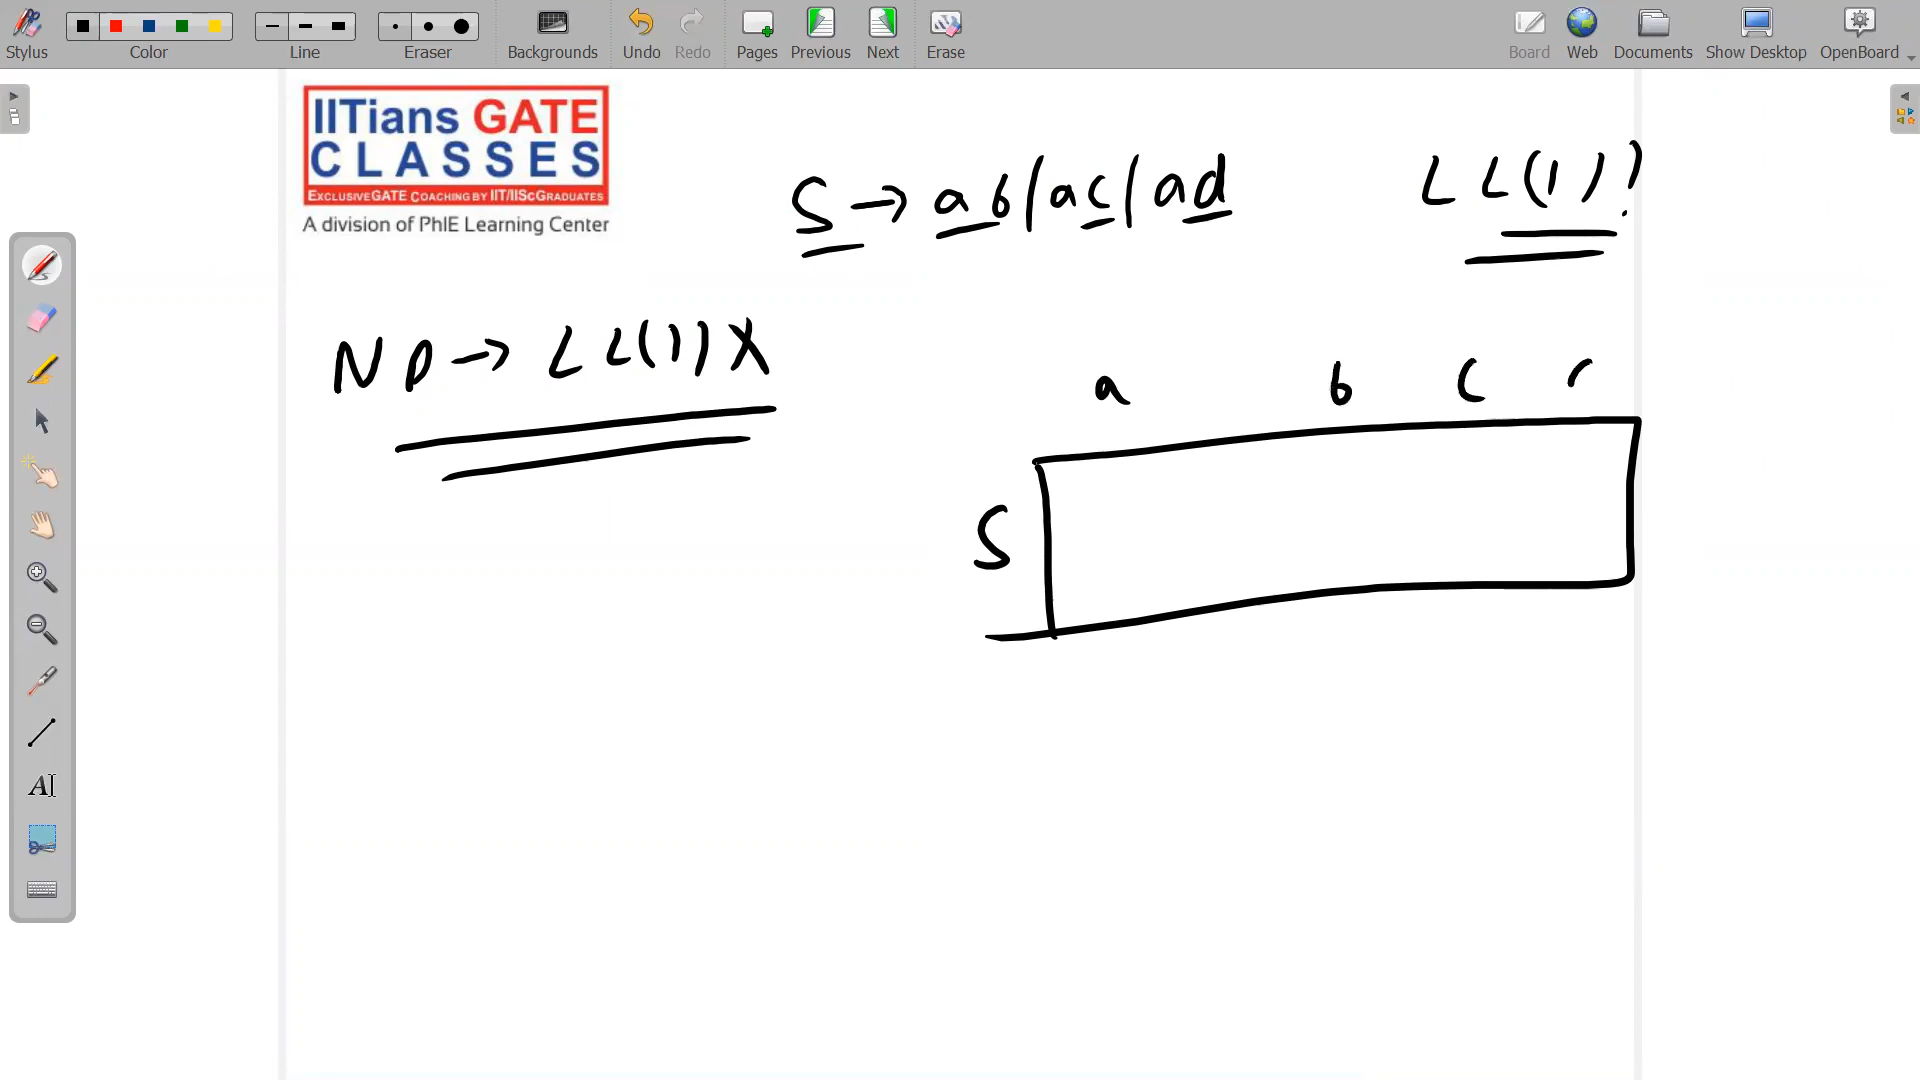 Stylus Color Line Eraser Backgrounds Undo Redo Pages Previous Next Erase Board Web Documents Show Desktop OpenBoard
IITians GATE
CLASSES
EXCLUSIVE GATE COACHING BY IIT/IISc GRADUATES
A division of PhIE Learning Center
S → ab/ac/ad
LL(1)?
ND → LL(1) X
a b c
S